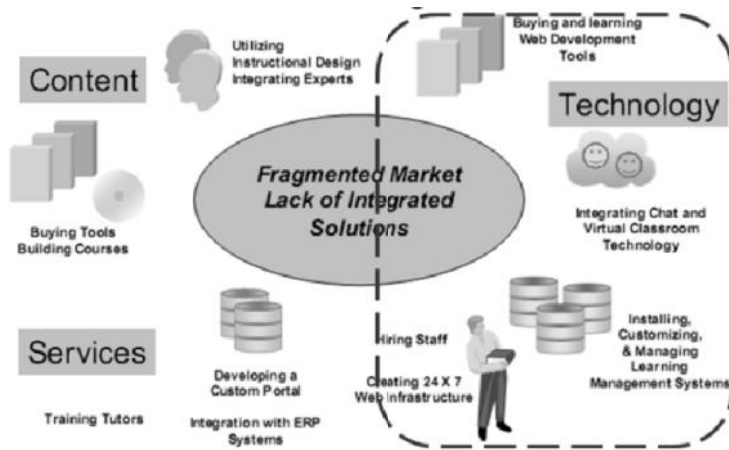 Content
Utilizing
Instructional Design
Integrating Experts
Buying and learning
Web Development
Tools
Technology
Fragmented Market
Lack of Integrated
Solutions
Buying Tools
Building Courses
Integrating Chat and
Virtual Classroom
Technology
Services
Training Tutors
Developing a
Custom Portal
Integration with ERP
Systems
Hiring Staff
Creating 24 X 7
Web Infrastructure
Installing,
Customizing,
& Managing
Learning
Management Systems